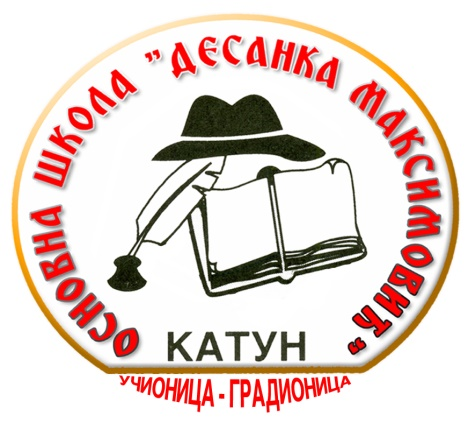 ОСНОВНА ШКОЛА "ДЕСАНКА МАКСИМОВИЋ"
КАТУН
УЧИОНИЦА - ГРАДИОНИЦА